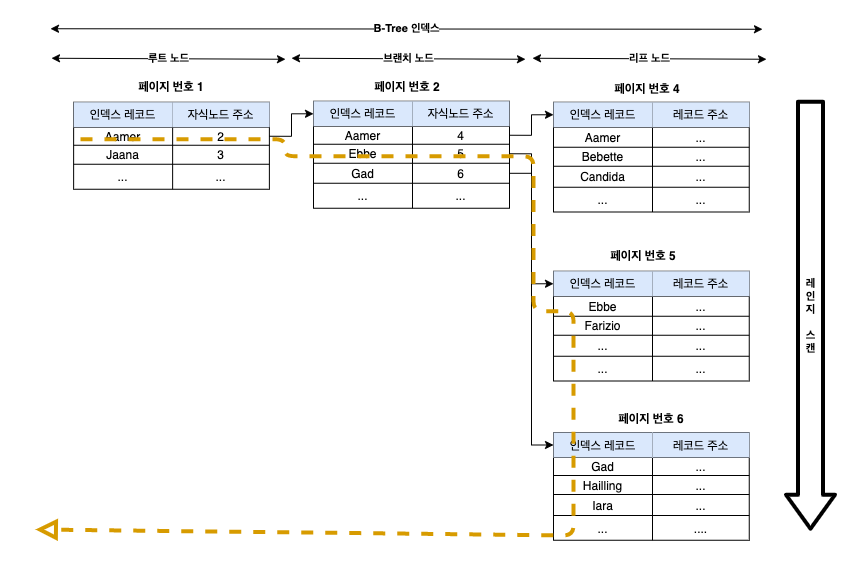 B-Tree 인덱스
루트 노드 브랜치 노드 리프 노드
페이지 번호 1
인덱스 레코드 자식노드 주소
Aamer 2
Jaana 3
... ...
페이지 번호 2
인덱스 레코드 자식노드 주소
Aamer 4
Ebbe 5
Gad 6
... ...
페이지 번호 4
인덱스 레코드 레코드 주소
Aamer ...
Bebette ...
Candida ...
... ...
페이지 번호 5
인덱스 레코드 레코드 주소
Ebbe ...
Farizio ...
... ...
... ...
페이지 번호 6
인덱스 레코드 레코드 주소
Gad ...
Hailling ...
Iara ...
... ....
레인지 스캔